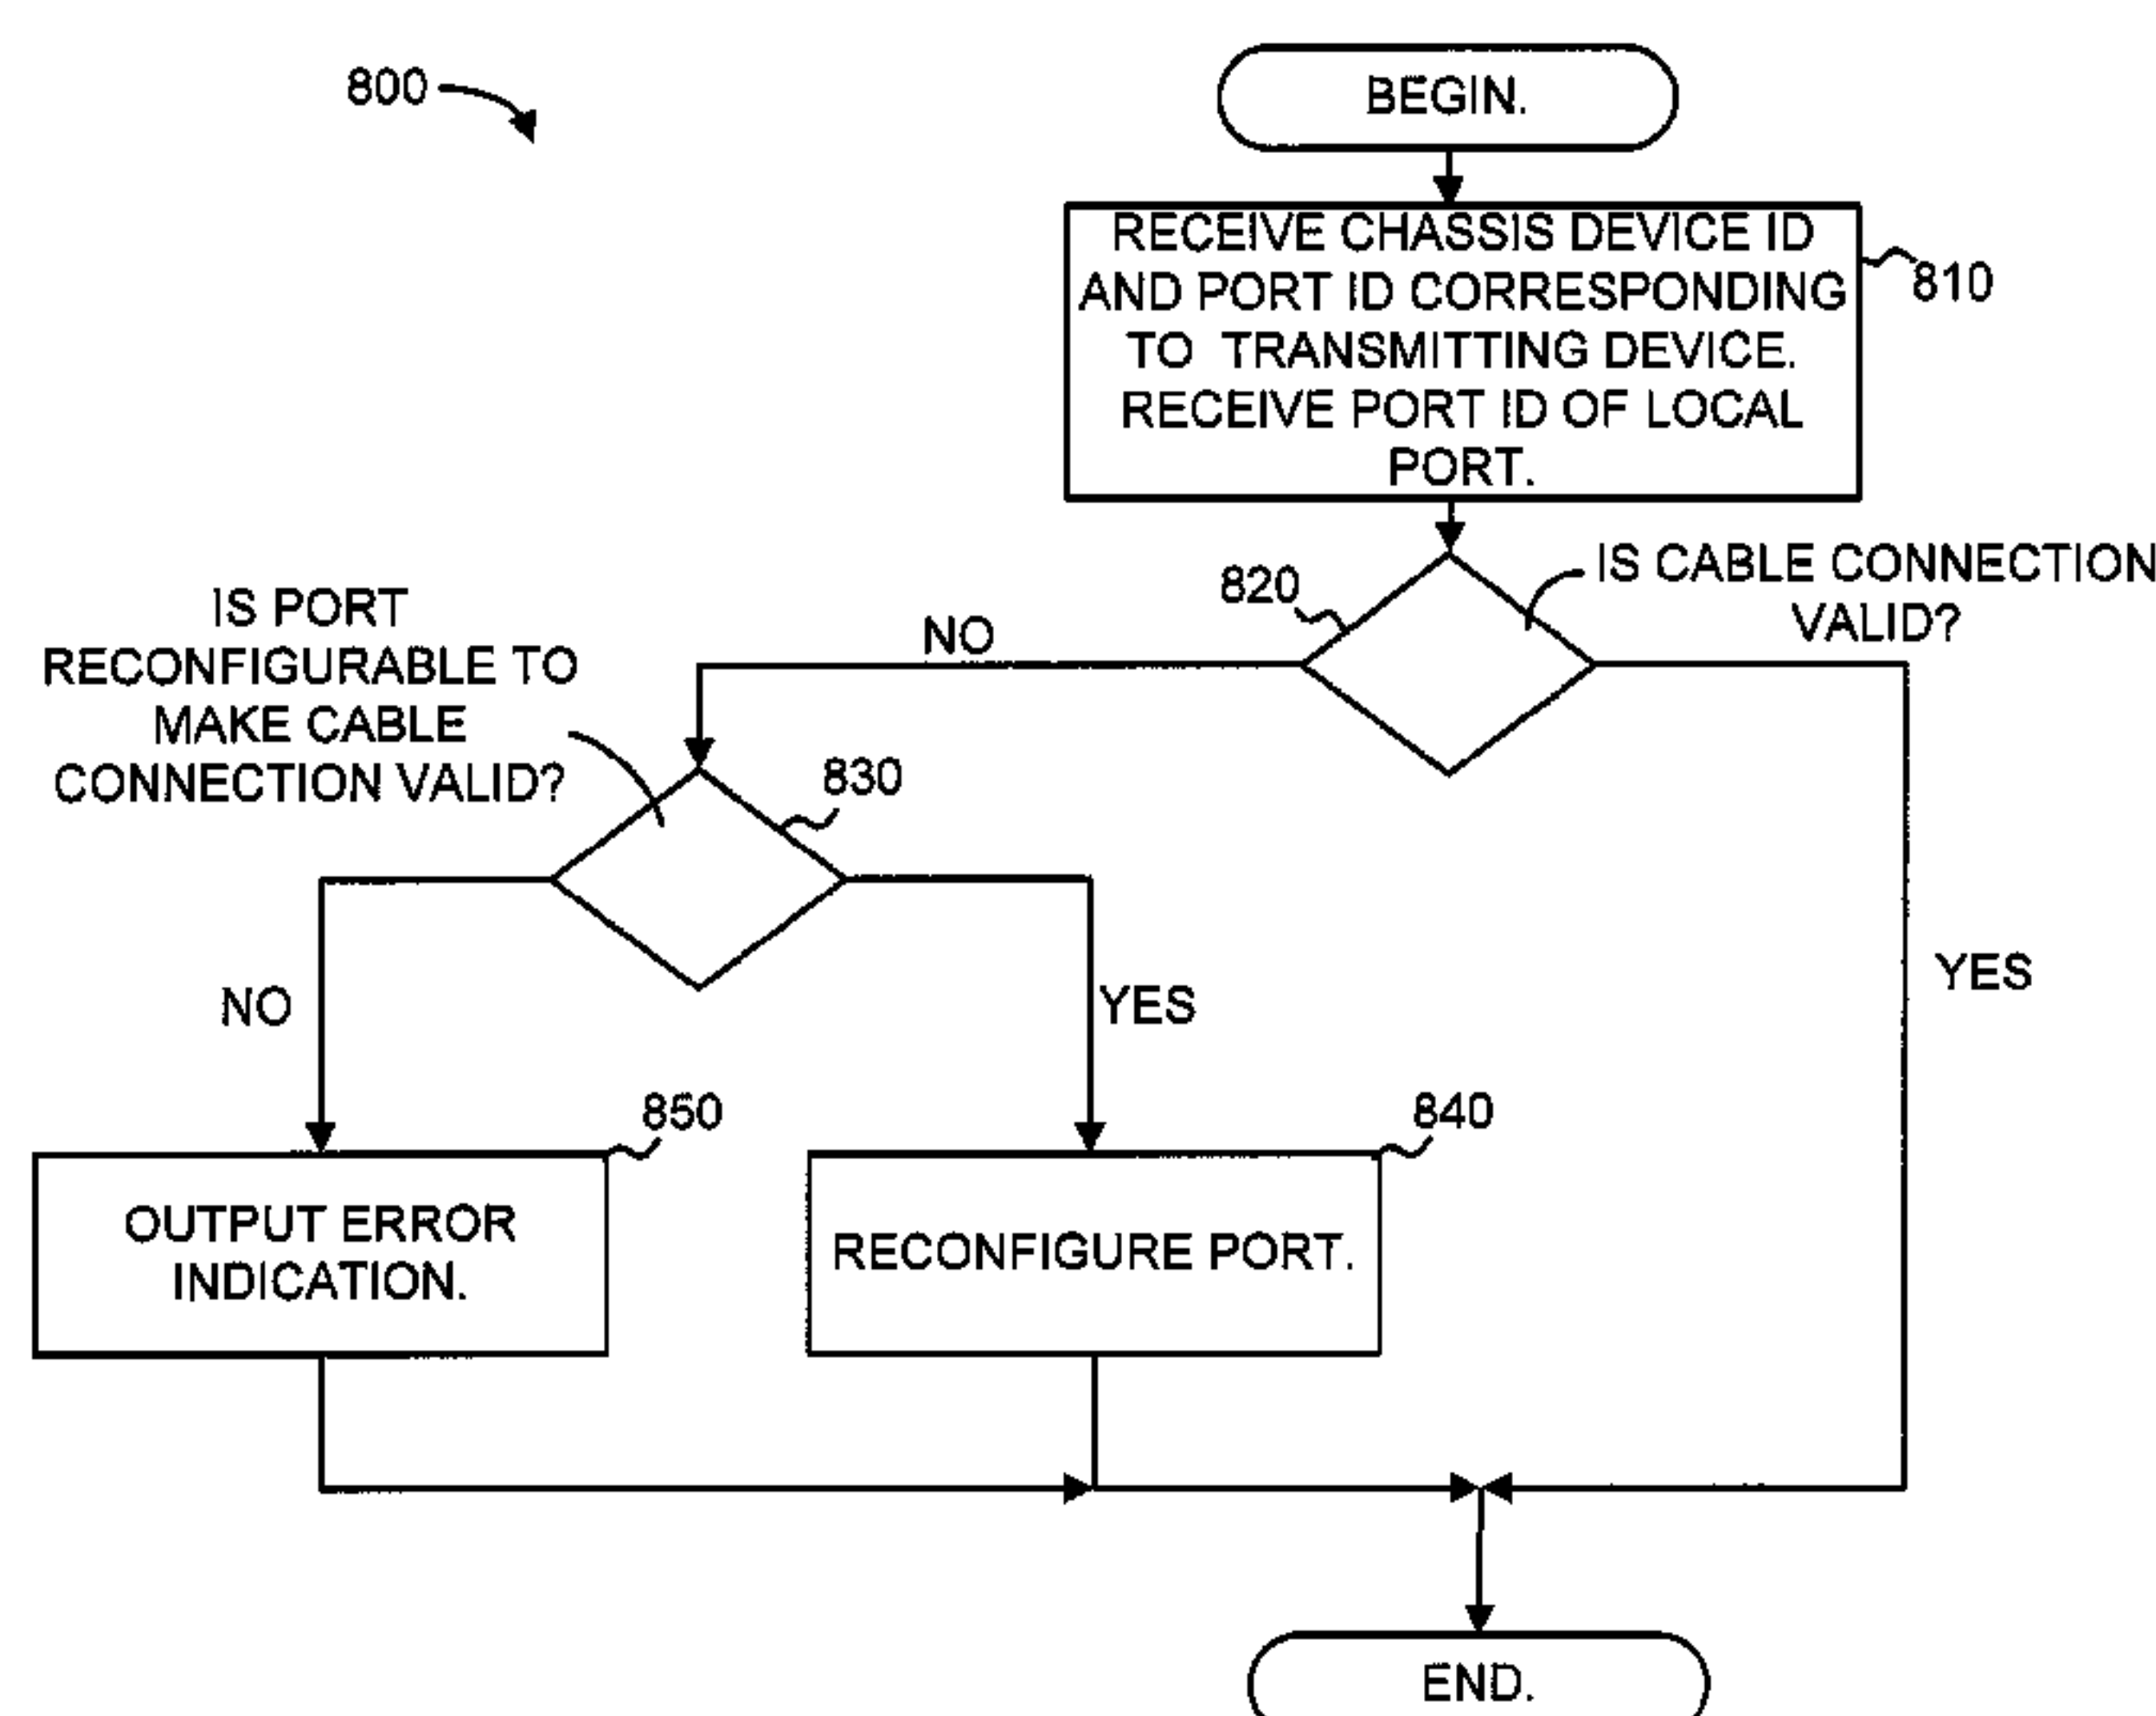 800
BEGIN.
RECEIVE CHASSIS DEVICE ID
AND PORT ID CORRESPONDING
TO TRANSMITTING DEVICE.
RECEIVE PORT ID OF LOCAL
PORT.
810
820
IS CABLE CONNECTION
VALID?
NO
YES
IS PORT
RECONFIGURABLE TO
MAKE CABLE
CONNECTION VALID?
830
NO
YES
850
OUTPUT ERROR
INDICATION.
840
RECONFIGURE PORT.
END.